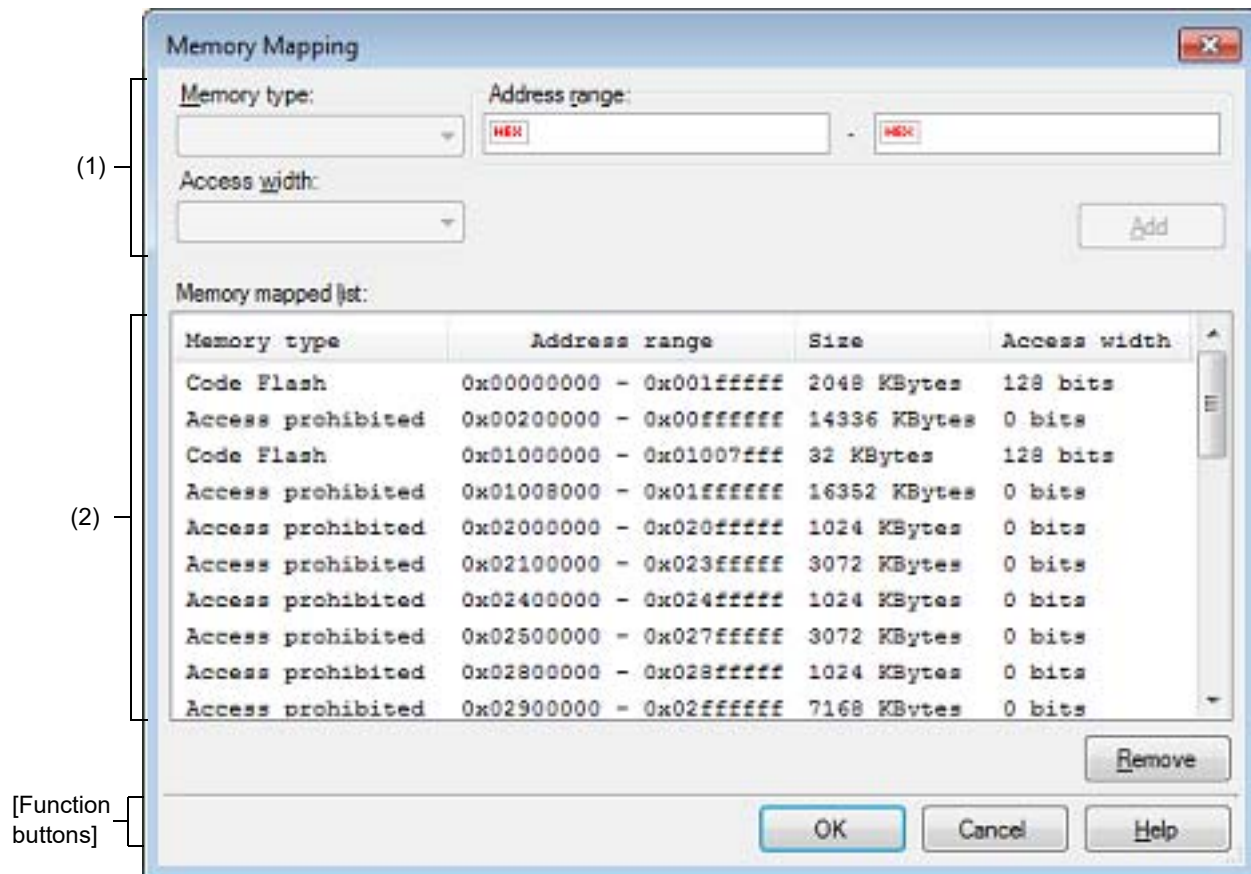 Memory Mapping
Memory type: Address range:
HEX - HEX
(1)
Access width:
Add
Memory mapped list:
Memory type Address range Size Access width
Code Flash 0x00000000 - 0x001fffff 2048 KBytes 128 bits
Access prohibited 0x00200000 - 0x00ffffff 14336 KBytes 0 bits
Code Flash 0x01000000 - 0x01007fff 32 KBytes 128 bits
Access prohibited 0x01008000 - 0x01ffffff 16352 KBytes 0 bits
(2)
Access prohibited 0x02000000 - 0x020fffff 1024 KBytes 0 bits
Access prohibited 0x02100000 - 0x023fffff 3072 KBytes 0 bits
Access prohibited 0x02400000 - 0x024fffff 1024 KBytes 0 bits
Access prohibited 0x02500000 - 0x027fffff 3072 KBytes 0 bits
Access prohibited 0x02800000 - 0x028fffff 1024 KBytes 0 bits
Access prohibited 0x02900000 - 0x02ffffff 7168 KBytes 0 bits
Remove
[Function
buttons]
OK Cancel Help